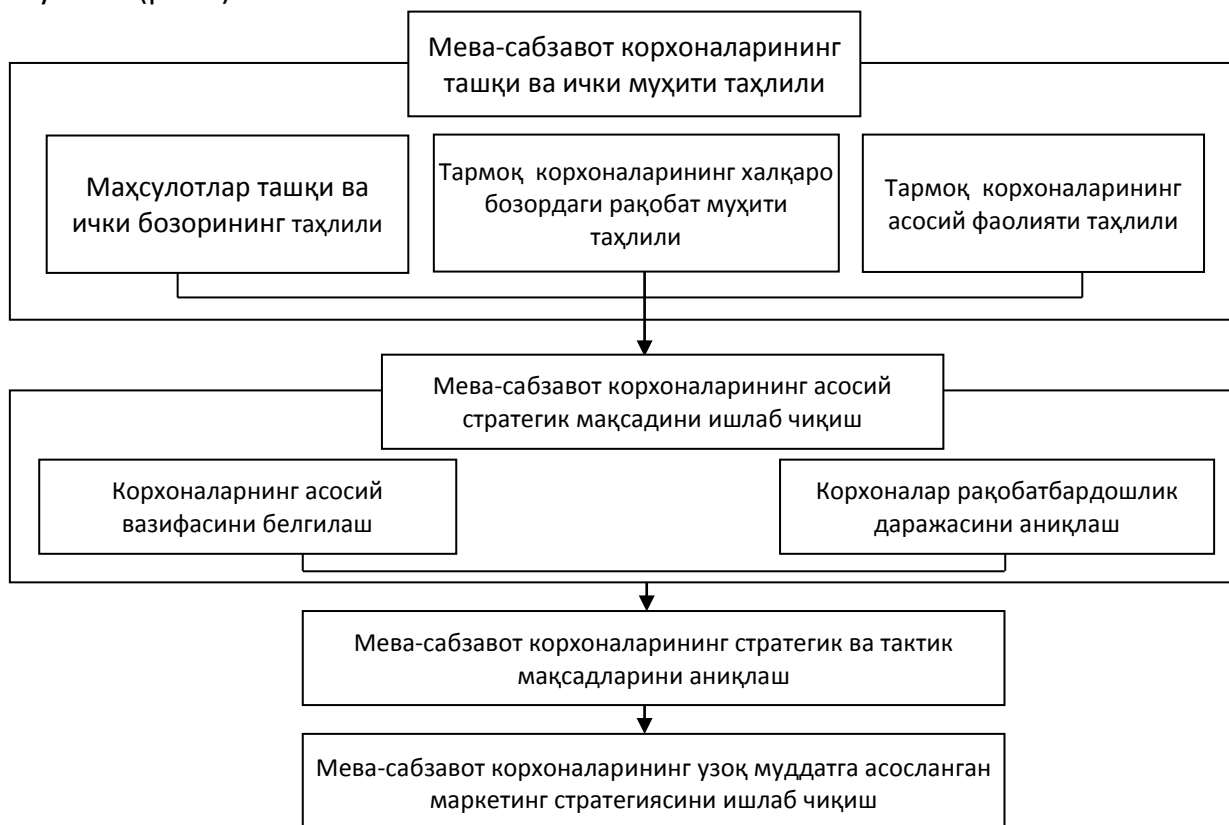 Мева-сабзавот корхоналарининг
ташқи ва ички муҳити таҳлили
Маҳсулотлар ташқи ва
ички бозорининг таҳлили
Тармоқ корхоналарининг халқаро
бозордаги рақобат муҳити
таҳлили
Тармоқ корхоналарининг
асосий фаолияти таҳлили
Мева-сабзавот корхоналарининг асосий
стратегик мақсадини ишлаб чиқиш
Корхоналарнинг асосий
вазифасини белгилаш
Корхоналар рақобатбардошлик
даражасини аниқлаш
Мева-сабзавот корхоналарининг стратегик ва тактик
мақсадларини аниқлаш
Мева-сабзавот корхоналарининг узоқ муддатга асосланган
маркетинг стратегиясини ишлаб чиқиш